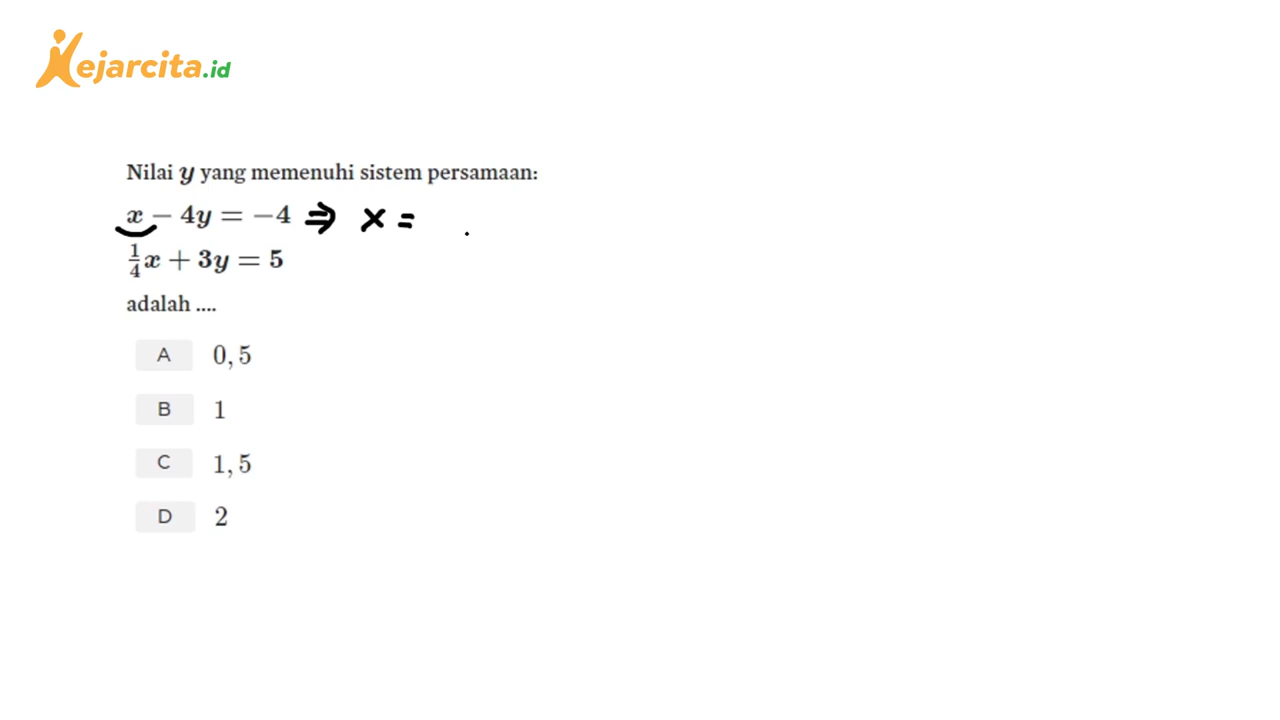 Kejarcita.id
Nilai y yang memenuhi sistem persamaan:
x − 4y = −4 ⇒ x =
1/4 x + 3y = 5
adalah ....
A 0, 5
B 1
C 1, 5
D 2